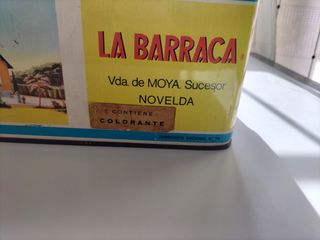 LA BARRACA
Vda. de MOYA. Sucesor
NOVELDA
CONTIENE
COLORANTE